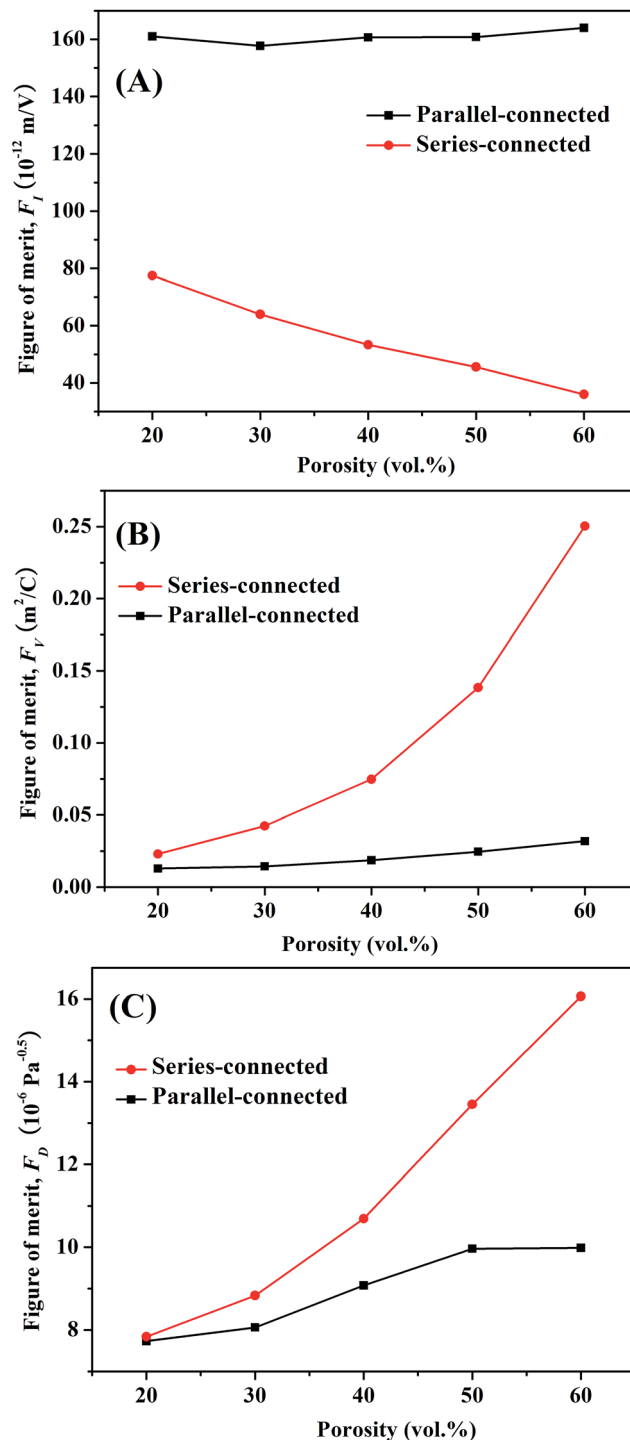 (A)
Figure of merit, F_I (10^-12 m/V)
160
140
120
100
80
60
40
Parallel-connected
Series-connected
20 30 40 50 60
Porosity (vol.%)
(B)
Figure of merit, F_V (m^2/C)
0.25
0.20
0.15
0.10
0.05
0.00
Series-connected
Parallel-connected
20 30 40 50 60
Porosity (vol.%)
(C)
Figure of merit, F_D (10^-6 Pa^-0.5)
16
14
12
10
8
Series-connected
Parallel-connected
20 30 40 50 60
Porosity (vol.%)